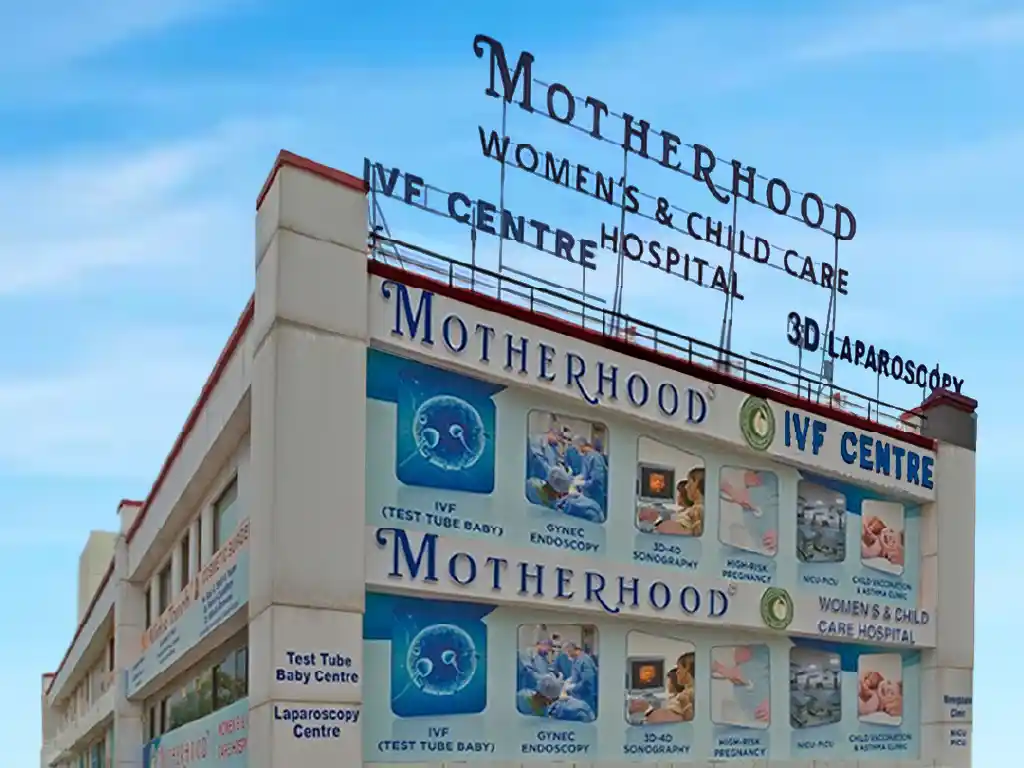 MOTHERHOOD
WOMEN'S & CHILD CARE
HOSPITAL
IVF CENTRE
3D LAPAROSCOPY
MOTHERHOOD
IVF CENTRE
IVF
(TEST TUBE BABY)
GYNEC
ENDOSCOPY
3D-4D
SONOGRAPHY
HIGH-RISK
PREGNANCY
NICU-PICU
CHILD VACCINATION
& ASTHMA CLINIC
MOTHERHOOD
WOMEN'S & CHILD
CARE HOSPITAL
IVF
(TEST TUBE BABY)
GYNEC
ENDOSCOPY
3D-4D
SONOGRAPHY
HIGH-RISK
PREGNANCY
NICU-PICU
CHILD VACCINATION
& ASTHMA CLINIC
Test Tube
Baby Centre
Laparoscopy
Centre
MOTHERHOOD
NICU
PICU